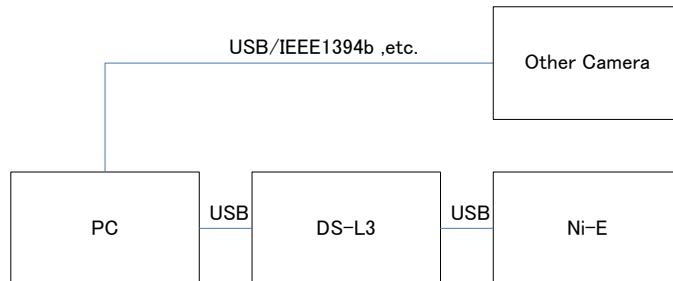 USB/IEEE1394b ,etc.
Other Camera
PC
USB
DS-L3
USB
Ni-E